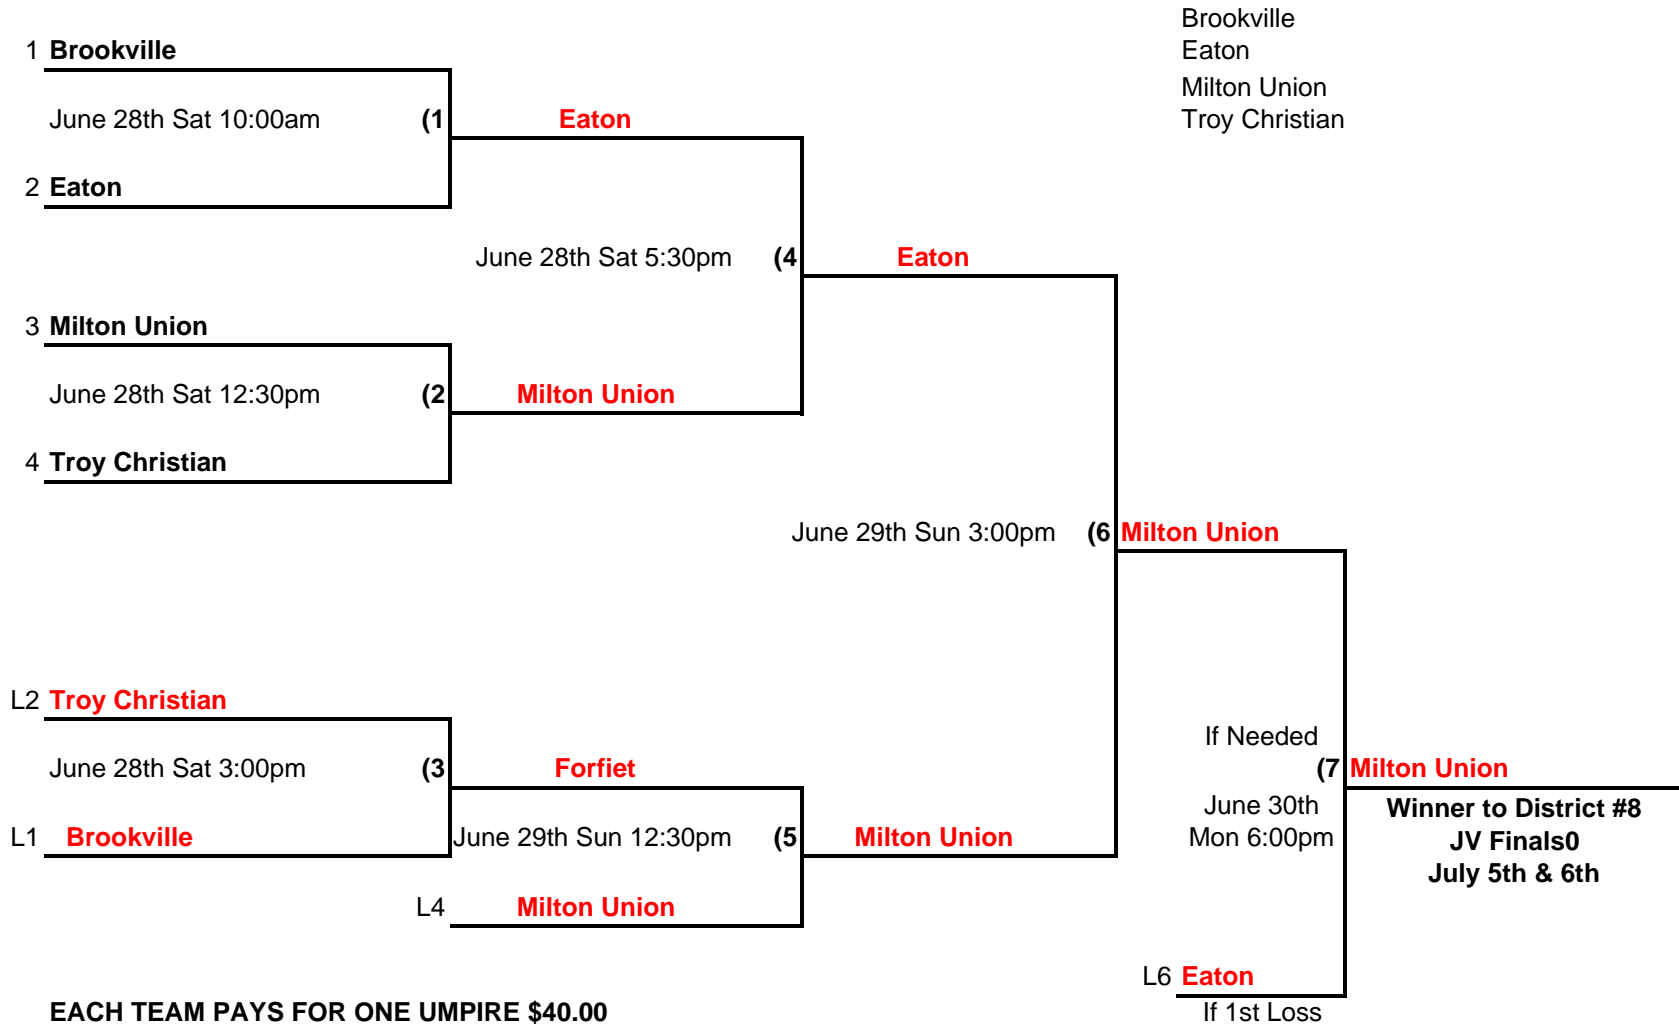 Brookville
1 Brookville
Eaton
Milton Union
June 28th Sat 10:00am (1 Eaton
Troy Christian
2 Eaton
June 28th Sat 5:30pm (4 Eaton
3 Milton Union
June 28th Sat 12:30pm (2 Milton Union
4 Troy Christian
June 29th Sun 3:00pm (6 Milton Union
L2 Troy Christian
If Needed
June 28th Sat 3:00pm (3 Forfiet
(7 Milton Union
June 30th
Winner to District #8
L1 Brookville
June 29th Sun 12:30pm (5 Milton Union
Mon 6:00pm
JV Finals0
July 5th & 6th
L4 Milton Union
L6 Eaton
EACH TEAM PAYS FOR ONE UMPIRE $40.00
If 1st Loss